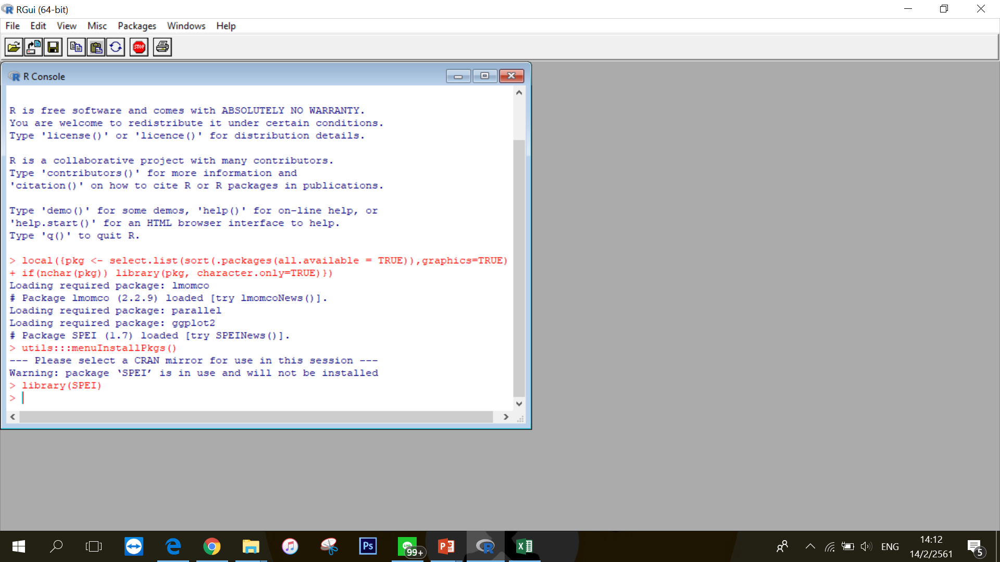 RGui (64-bit)
File Edit View Misc Packages Windows Help
STOP
R Console
R is free software and comes with ABSOLUTELY NO WARRANTY.
You are welcome to redistribute it under certain conditions.
Type 'license()' or 'licence()' for distribution details.
R is a collaborative project with many contributors.
Type 'contributors()' for more information and
'citation()' on how to cite R or R packages in publications.
Type 'demo()' for some demos, 'help()' for on-line help, or
'help.start()' for an HTML browser interface to help.
Type 'q()' to quit R.
> local({pkg <- select.list(sort(.packages(all.available = TRUE)),graphics=TRUE)
+ if(nchar(pkg)) library(pkg, character.only=TRUE)})
Loading required package: lmomco
# Package lmomco (2.2.9) loaded [try lmomcoNews()].
Loading required package: parallel
Loading required package: ggplot2
# Package SPEI (1.7) loaded [try SPEINews()].
> utils:::menuInstallPkgs()
--- Please select a CRAN mirror for use in this session ---
Warning: package ‘SPEI’ is in use and will not be installed
> library(SPEI)
>
Ps
LINE
99+
ENG
14:12
14/2/2561
5